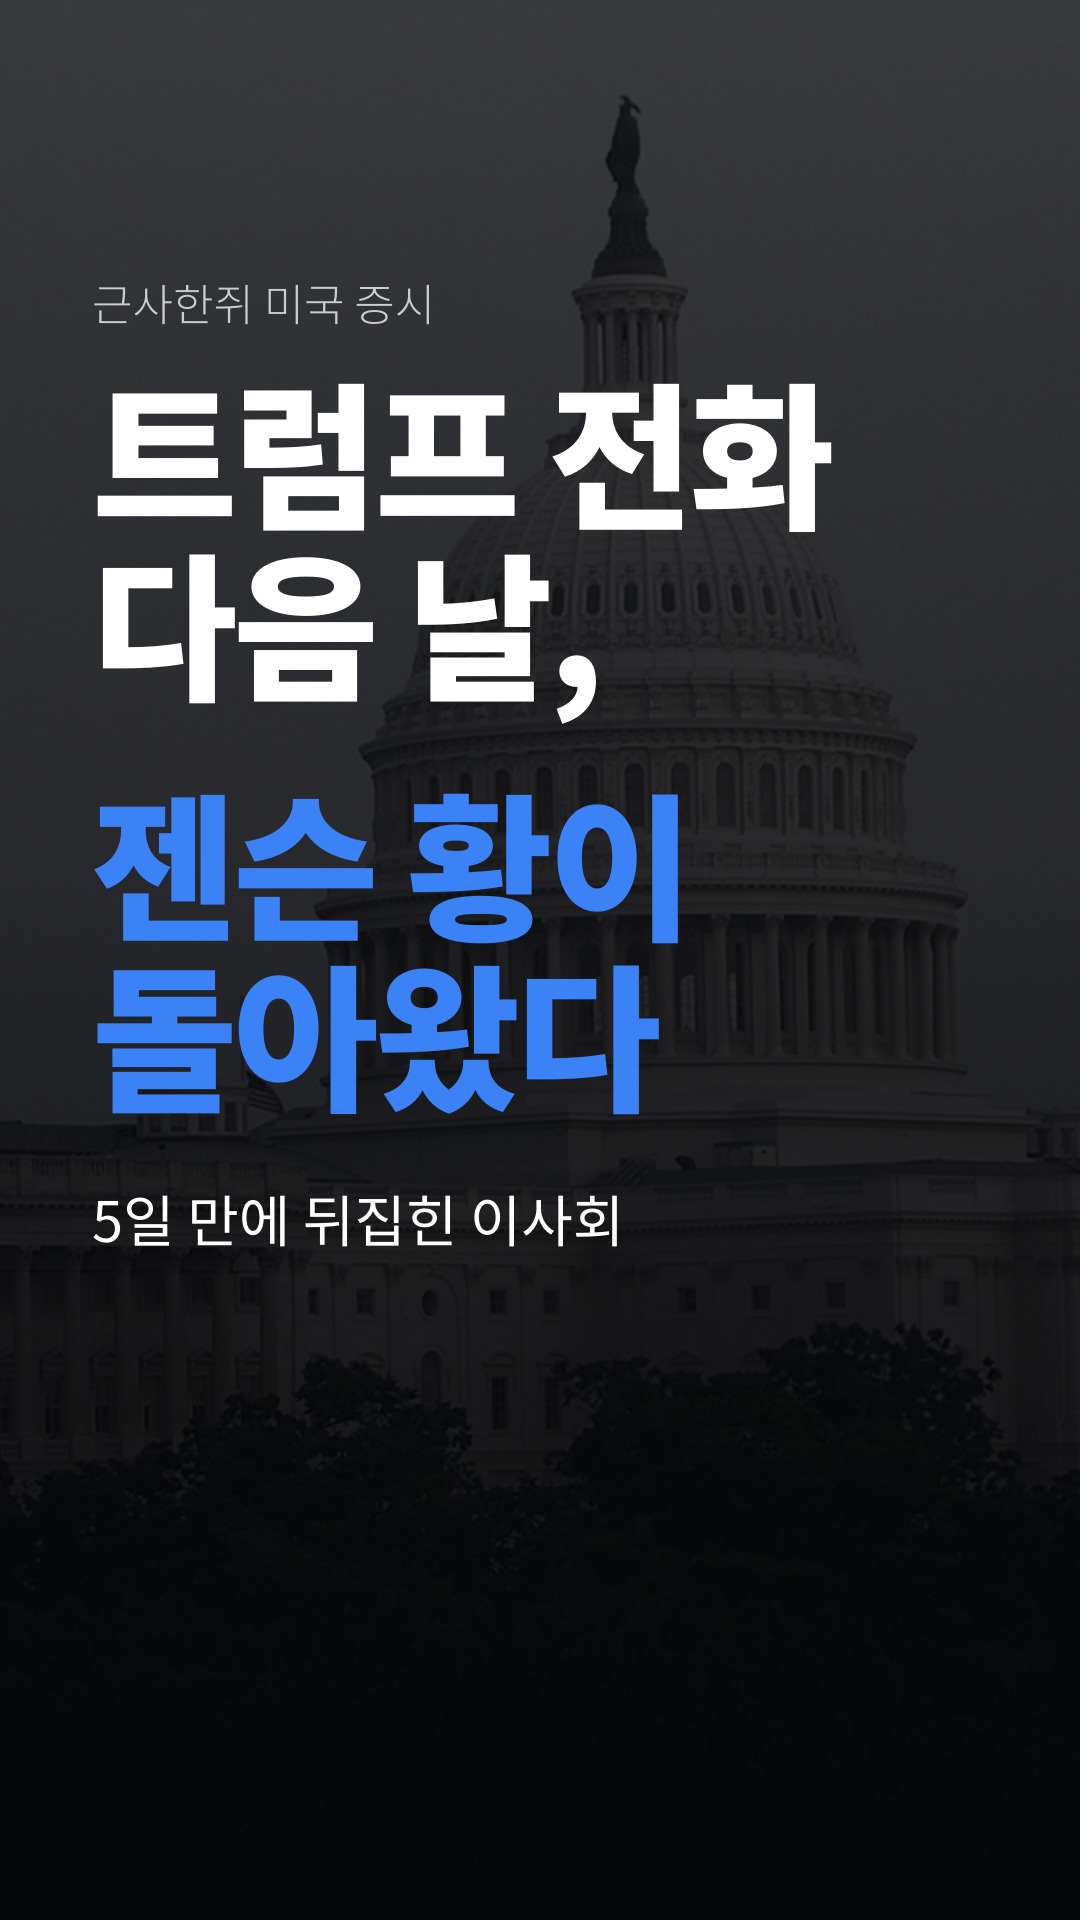 근사한쥐 미국 증시
트럼프 전화
다음 날,
젠슨 황이
돌아왔다
5일 만에 뒤집힌 이사회